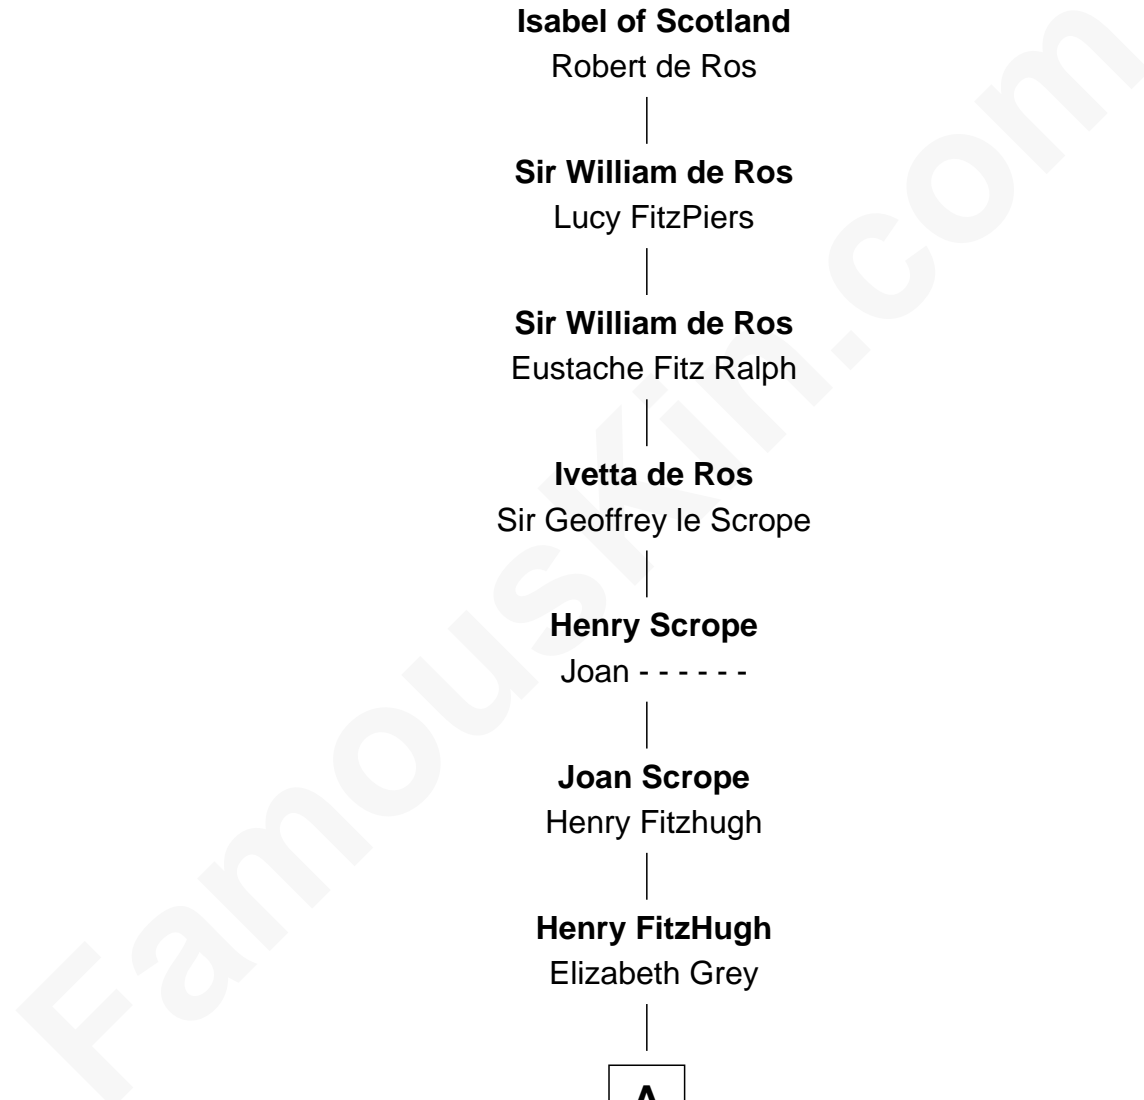 Isabel of Scotland
Robert de Ros
Sir William de Ros
Lucy FitzPiers
Sir William de Ros
Eustache Fitz Ralph
Ivetta de Ros
Sir Geoffrey le Scrope
Henry Scrope
Joan - - - - - -
Joan Scrope
Henry Fitzhugh
Henry FitzHugh
Elizabeth Grey
A
FamousKin.com